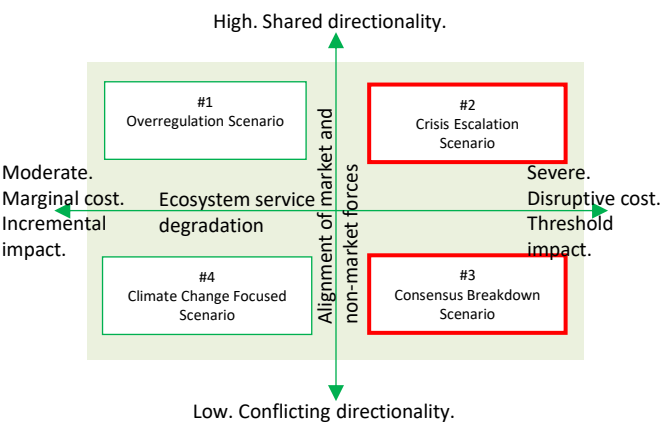 High. Shared directionality.
#1
Overregulation Scenario
#2
Crisis Escalation
Scenario
Alignment of market and
non-market forces
Moderate.
Marginal cost.
Incremental
impact.
Ecosystem service
degradation
Severe.
Disruptive cost.
Threshold
impact.
#4
Climate Change Focused
Scenario
#3
Consensus Breakdown
Scenario
Low. Conflicting directionality.